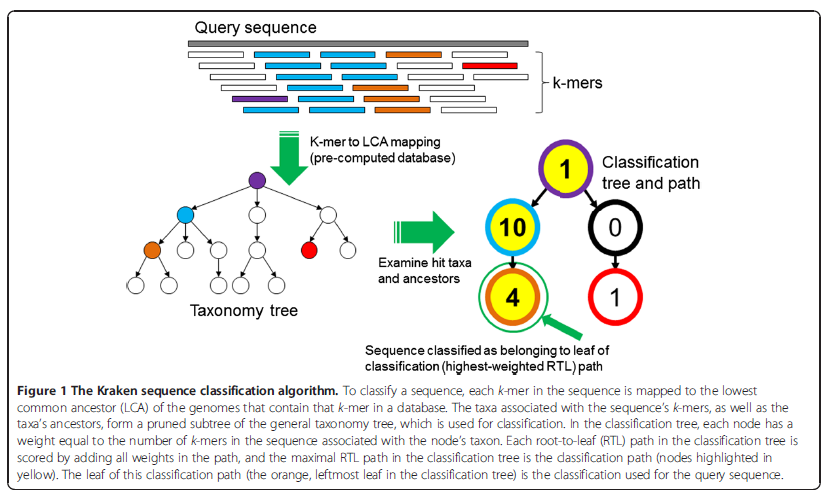 Query sequence
k-mers
K-mer to LCA mapping
(pre-computed database)
Classification
tree and path
1
10
0
4
1
Examine hit taxa
and ancestors
Taxonomy tree
Sequence classified as belonging to leaf of
classification (highest-weighted RTL) path
Figure 1 The Kraken sequence classification algorithm. To classify a sequence, each k-mer in the sequence is mapped to the lowest
common ancestor (LCA) of the genomes that contain that k-mer in a database. The taxa associated with the sequence's k-mers, as well as the
taxa's ancestors, form a pruned subtree of the general taxonomy tree, which is used for classification. In the classification tree, each node has a
weight equal to the number of k-mers in the sequence associated with the node's taxon. Each root-to-leaf (RTL) path in the classification tree is
scored by adding all weights in the path, and the maximal RTL path in the classification tree is the classification path (nodes highlighted in
yellow). The leaf of this classification path (the orange, leftmost leaf in the classification tree) is the classification used for the query sequence.